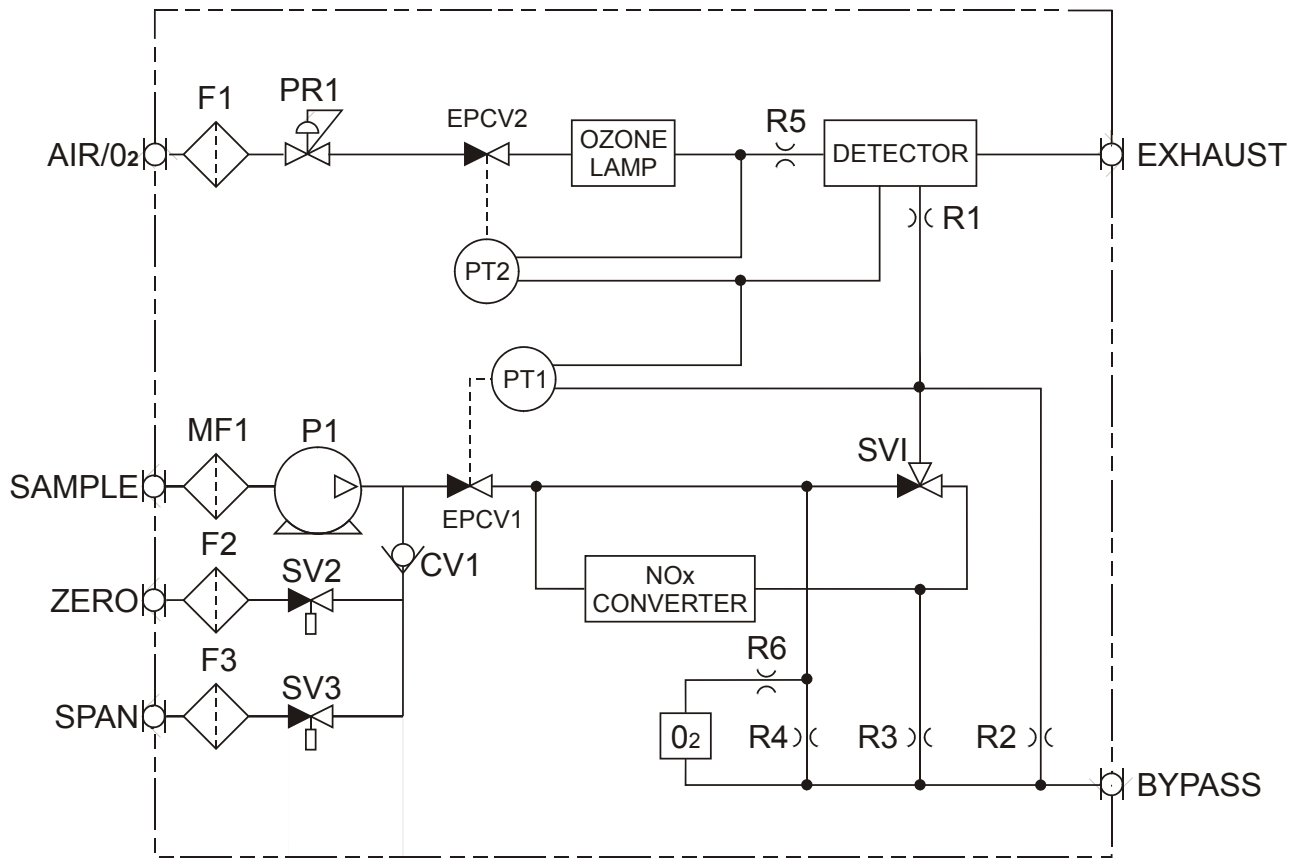 PR1
F1
EPCV2
R5
AIR/02
OZONE
LAMP
DETECTOR
EXHAUST
R1
PT2
PT1
MF1
P1
SVI
SAMPLE
EPCV1
F2
SV2
CV1
NOx
CONVERTER
ZERO
R6
F3
SV3
SPAN
02
R4
R3
R2
BYPASS